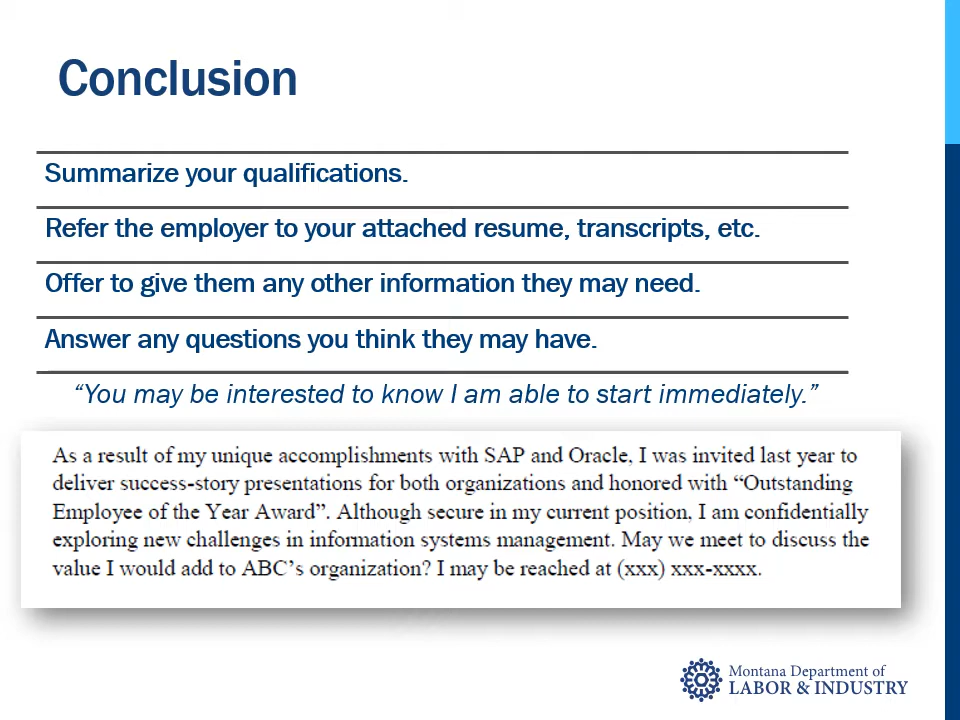 Conclusion
Summarize your qualifications.
Refer the employer to your attached resume, transcripts, etc.
Offer to give them any other information they may need.
Answer any questions you think they may have.
“You may be interested to know I am able to start immediately.”
As a result of my unique accomplishments with SAP and Oracle, I was invited last year to
deliver success-story presentations for both organizations and honored with “Outstanding
Employee of the Year Award”. Although secure in my current position, I am confidentially
exploring new challenges in information systems management. May we meet to discuss the
value I would add to ABC’s organization? I may be reached at (xxx) xxx-xxxx.
Montana Department of
LABOR & INDUSTRY